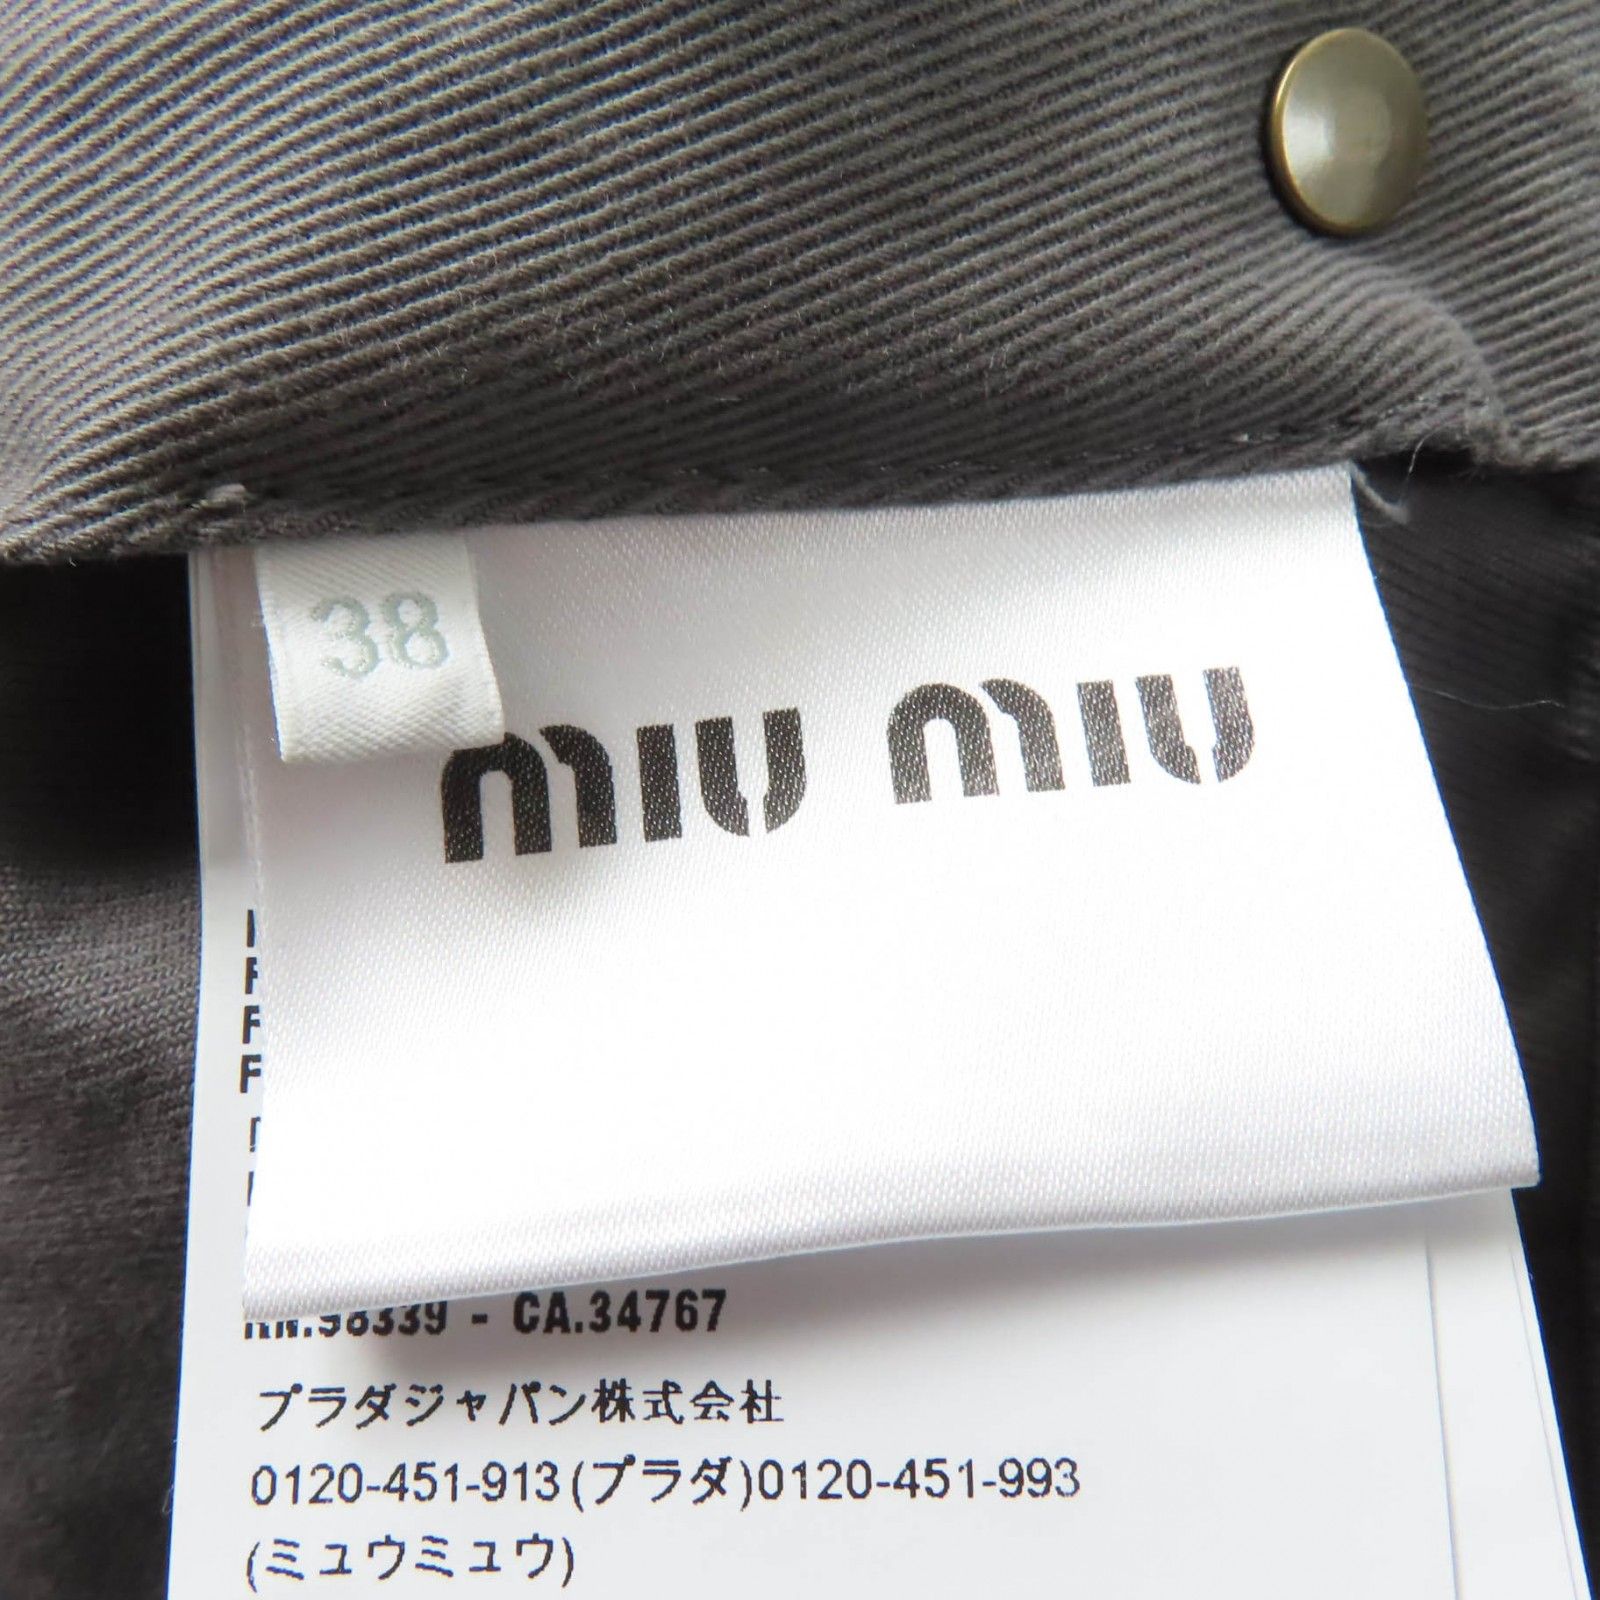 38
miu miu
RN.98339 - CA.34767
プラダジャパン株式会社
0120-451-913(プラダ)0120-451-993
(ミュウミュウ)